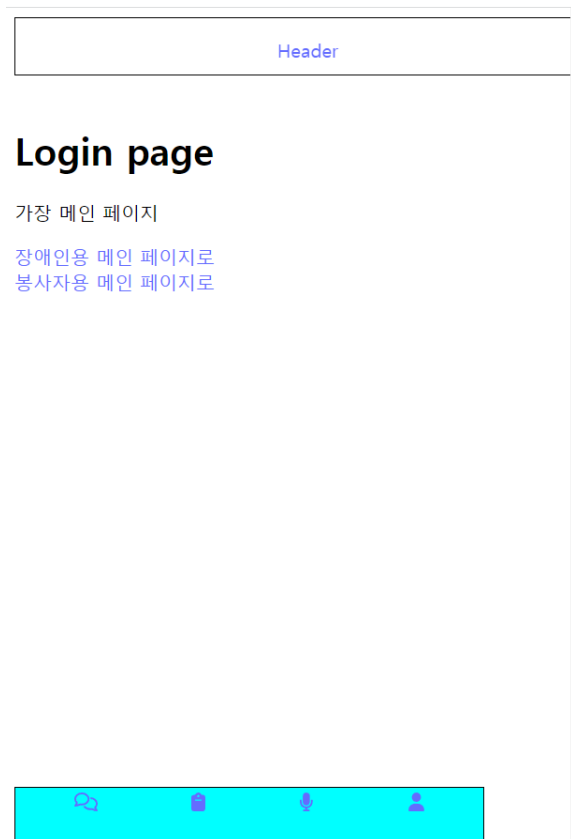 Header
Login page
가장 메인 페이지
장애인용 메인 페이지로
봉사자용 메인 페이지로